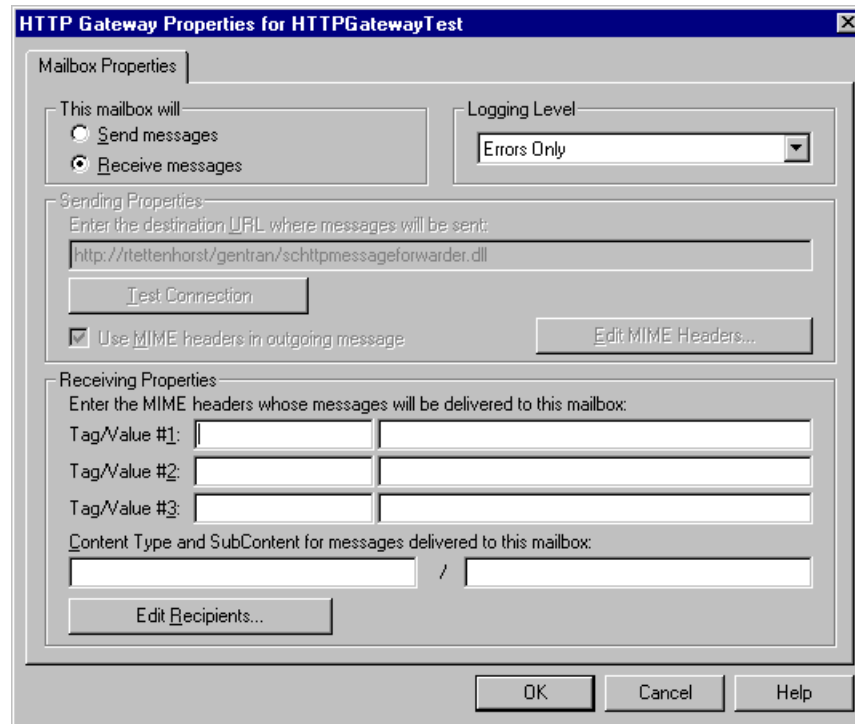 HTTP Gateway Properties for HTTPGatewayTest
Mailbox Properties
This mailbox will
Send messages
Receive messages
Logging Level
Errors Only
Sending Properties
Enter the destination URL where messages will be sent:
http://rtettenhorst/gentran/schttpmessageforwarder.dll
Test Connection
Use MIME headers in outgoing message
Edit MIME Headers...
Receiving Properties
Enter the MIME headers whose messages will be delivered to this mailbox:
Tag/Value #1:
Tag/Value #2:
Tag/Value #3:
Content Type and SubContent for messages delivered to this mailbox:
/
Edit Recipients...
OK Cancel Help